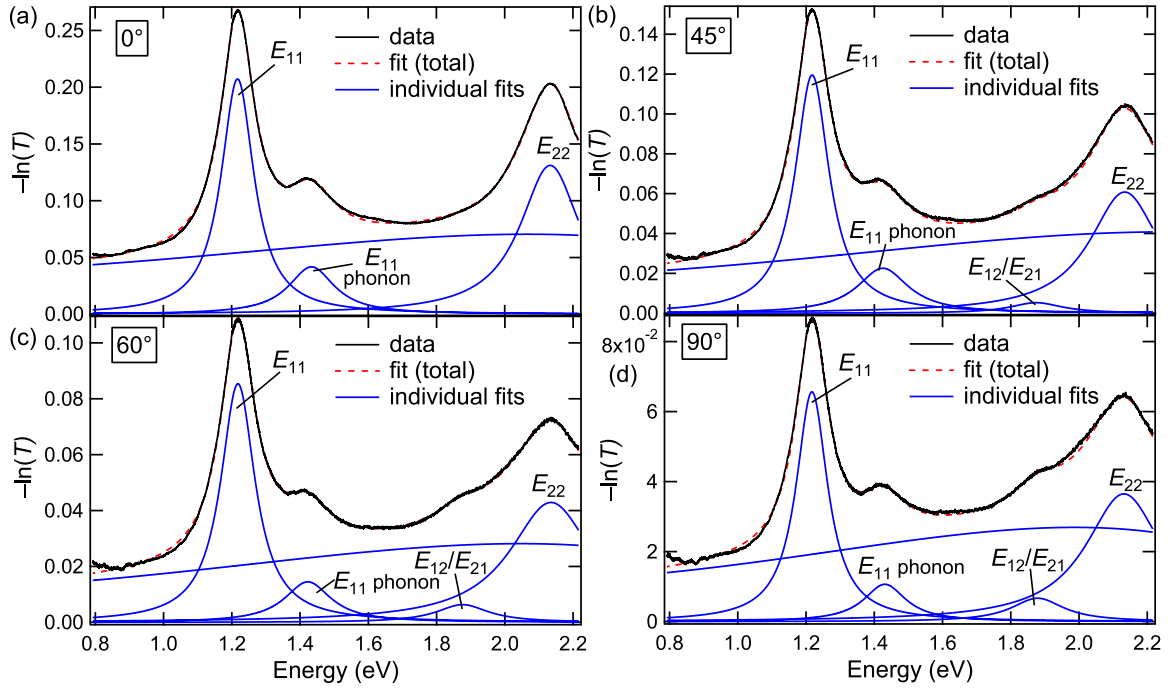 (a)
0°
data
fit (total)
individual fits
E11
E11
phonon
E22
−ln(T)
0.25
0.20
0.15
0.10
0.05
0.00
(b)
45°
data
fit (total)
individual fits
E11
E11 phonon
E12/E21
E22
−ln(T)
0.14
0.12
0.10
0.08
0.06
0.04
0.02
0.00
(c)
60°
data
fit (total)
individual fits
E11
E11 phonon
E12/E21
E22
−ln(T)
0.10
0.08
0.06
0.04
0.02
0.00
0.8 1.0 1.2 1.4 1.6 1.8 2.0 2.2
Energy (eV)
8x10-2
(d)
90°
data
fit (total)
individual fits
E11
E11 phonon
E12/E21
E22
−ln(T)
6
4
2
0
0.8 1.0 1.2 1.4 1.6 1.8 2.0 2.2
Energy (eV)